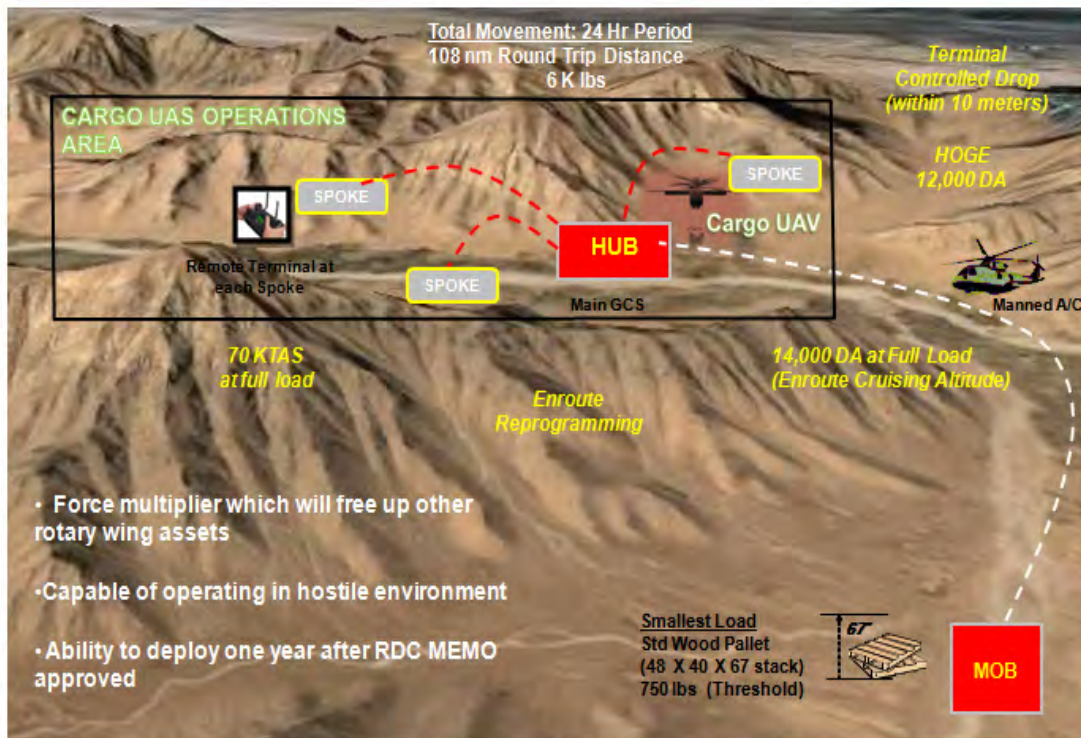 Total Movement: 24 Hr Period
108 nm Round Trip Distance
6 K lbs
Terminal
Controlled Drop
(within 10 meters)
CARGO UAS OPERATIONS
AREA
HOGE
12,000 DA
SPOKE
SPOKE
Cargo UAV
HUB
Remote Terminal at
each Spoke
SPOKE
Main GCS
Manned A/C
70 KTAS
at full load
14,000 DA at Full Load
(Enroute Cruising Altitude)
Enroute
Reprogramming
• Force multiplier which will free up other
rotary wing assets
•Capable of operating in hostile environment
• Ability to deploy one year after RDC MEMO
approved
Smallest Load
Std Wood Pallet
(48 X 40 X 67 stack)
750 lbs (Threshold)
67"
MOB